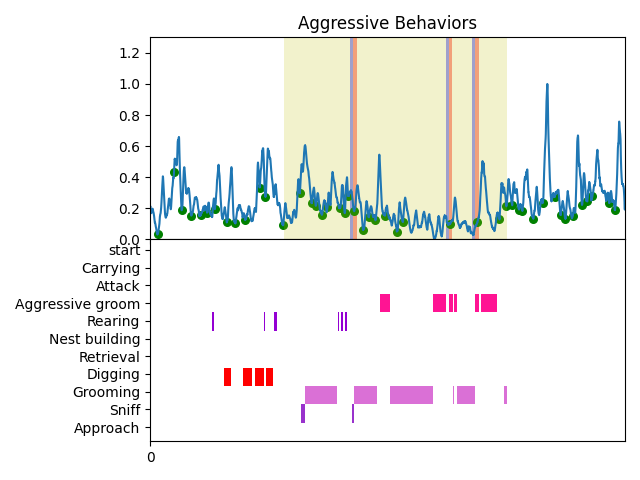 Aggressive Behaviors
1.2
1.0
0.8
0.6
0.4
0.2
0.0
start
Carrying
Attack
Aggressive groom
Rearing
Nest building
Retrieval
Digging
Grooming
Sniff
Approach
0